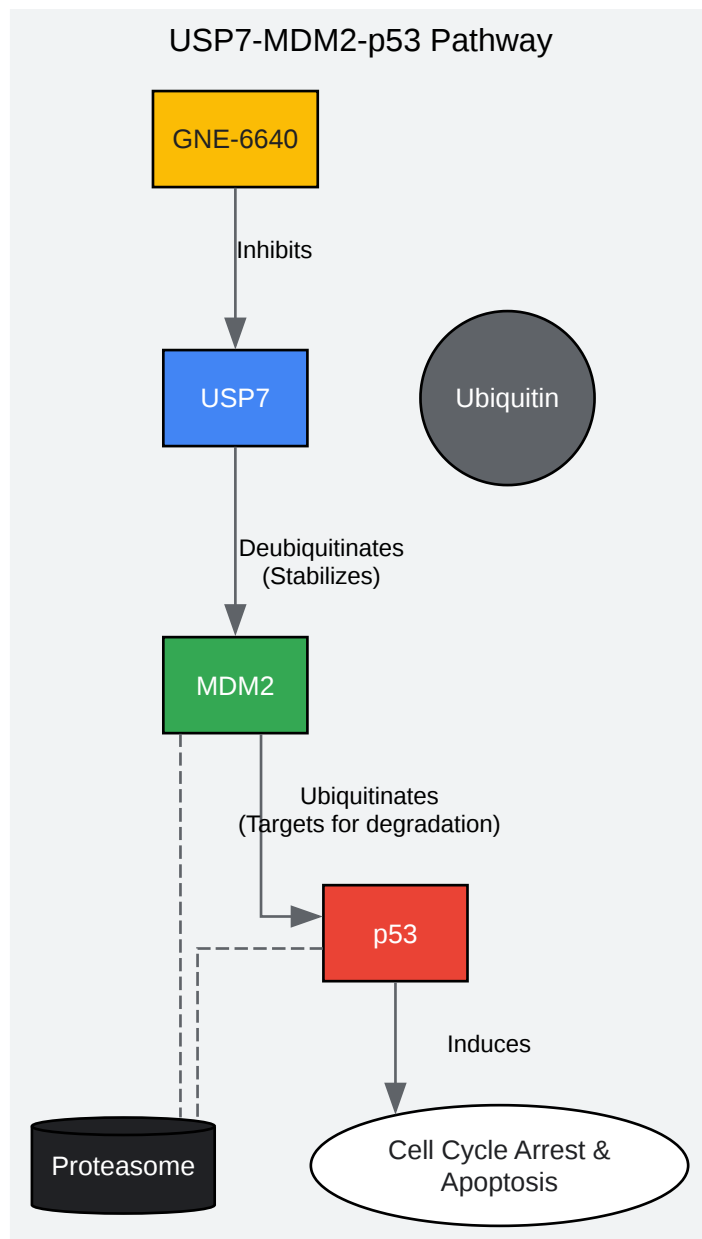 USP7-MDM2-p53 Pathway
GNE-6640
Inhibits
USP7
Ubiquitin
Deubiquitinates
(Stabilizes)
MDM2
Ubiquitinates
(Targets for degradation)
p53
Induces
Proteasome
Cell Cycle Arrest &
Apoptosis